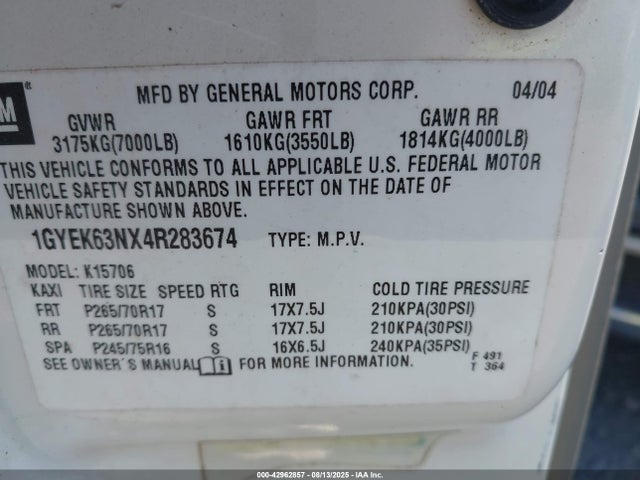 M ®
MFD BY GENERAL MOTORS CORP. 04/04
GVWR GAWR FRT GAWR RR
3175KG(7000LB) 1610KG(3550LB) 1814KG(4000LB)
THIS VEHICLE CONFORMS TO ALL APPLICABLE U.S. FEDERAL MOTOR
VEHICLE SAFETY STANDARDS IN EFFECT ON THE DATE OF
MANUFACTURE SHOWN ABOVE.
1GYEK63NX4R283674 TYPE: M.P.V.
MODEL: K15706
KAXI TIRE SIZE SPEED RTG RIM COLD TIRE PRESSURE
FRT P265/70R17 S 17X7.5J 210KPA(30PSI)
RR P265/70R17 S 17X7.5J 210KPA(30PSI)
SPA P245/75R16 S 16X6.5J 240KPA(35PSI)
SEE OWNER'S MANUAL i FOR MORE INFORMATION. F 491
T 364
000-42962857 - 08/13/2025 - IAA Inc.